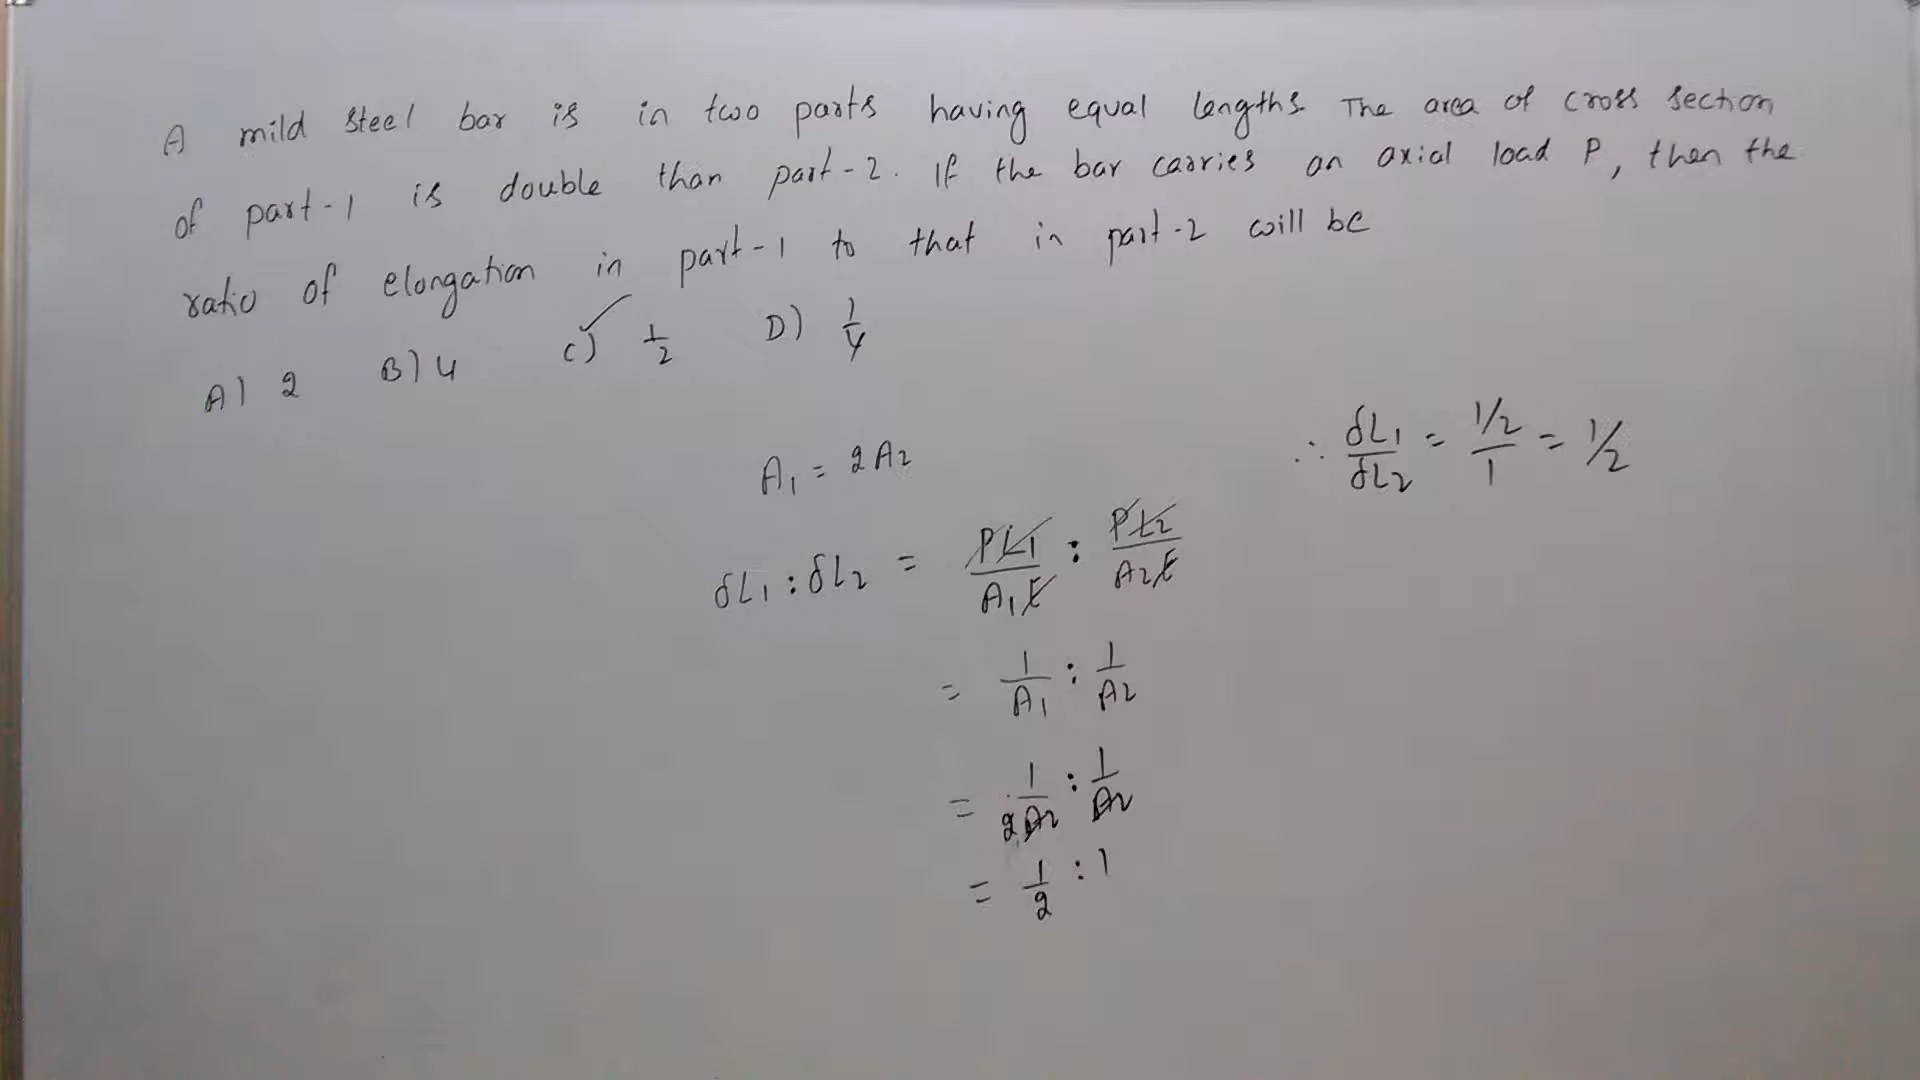 A mild steel bar is in two parts having equal lengths. The area of cross section
of part-1 is double than part-2. If the bar carries an axial load P, then the
ratio of elongation in part-1 to that in part-2 will be
A) 2 B) 4 C) 1/2 D) 1/4
A1 = 2A2
δL1 : δL2 = PL1/A1E : PL2/A2E
= 1/A1 : 1/A2
= 1/2A2 : 1/A2
= 1/2 : 1
∴ δL1/δL2 = 1/2/1 = 1/2